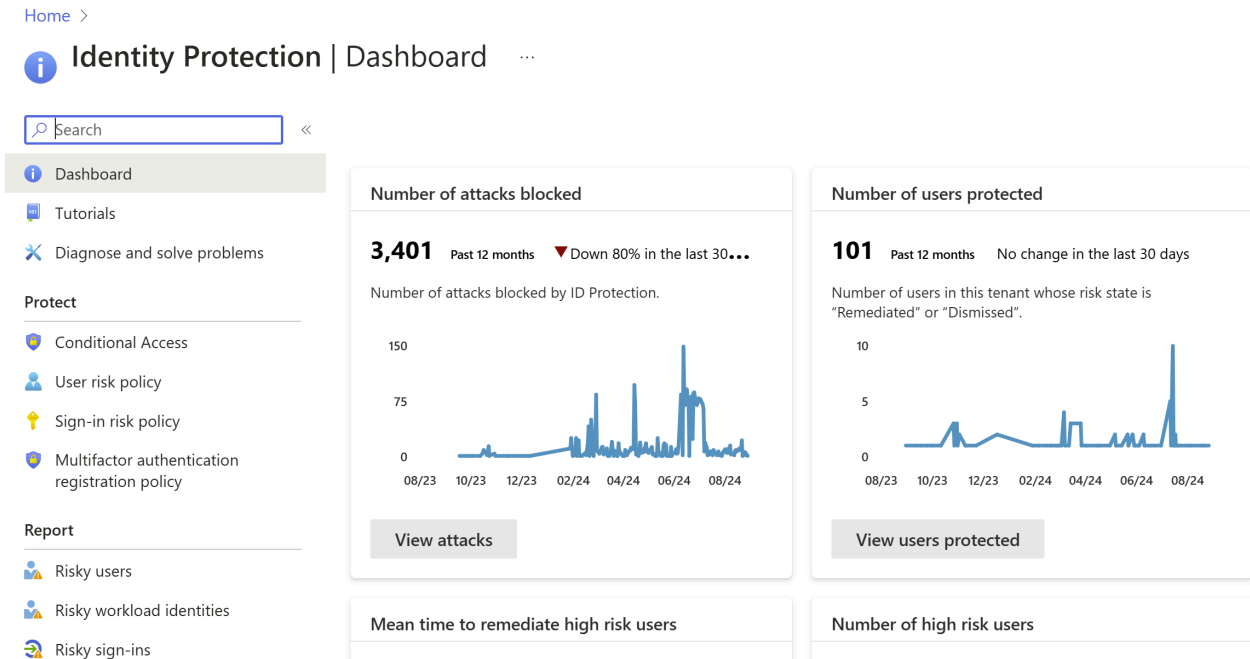 Home >
Identity Protection | Dashboard ...
Search «
Dashboard
Tutorials
Diagnose and solve problems
Protect
Conditional Access
User risk policy
Sign-in risk policy
Multifactor authentication
registration policy
Report
Risky users
Risky workload identities
Risky sign-ins
Number of attacks blocked
3,401 Past 12 months ▼Down 80% in the last 30...
Number of attacks blocked by ID Protection.
150
75
0
08/23 10/23 12/23 02/24 04/24 06/24 08/24
View attacks
Number of users protected
101 Past 12 months No change in the last 30 days
Number of users in this tenant whose risk state is
“Remediated” or “Dismissed”.
10
5
0
08/23 10/23 12/23 02/24 04/24 06/24 08/24
View users protected
Mean time to remediate high risk users
Number of high risk users